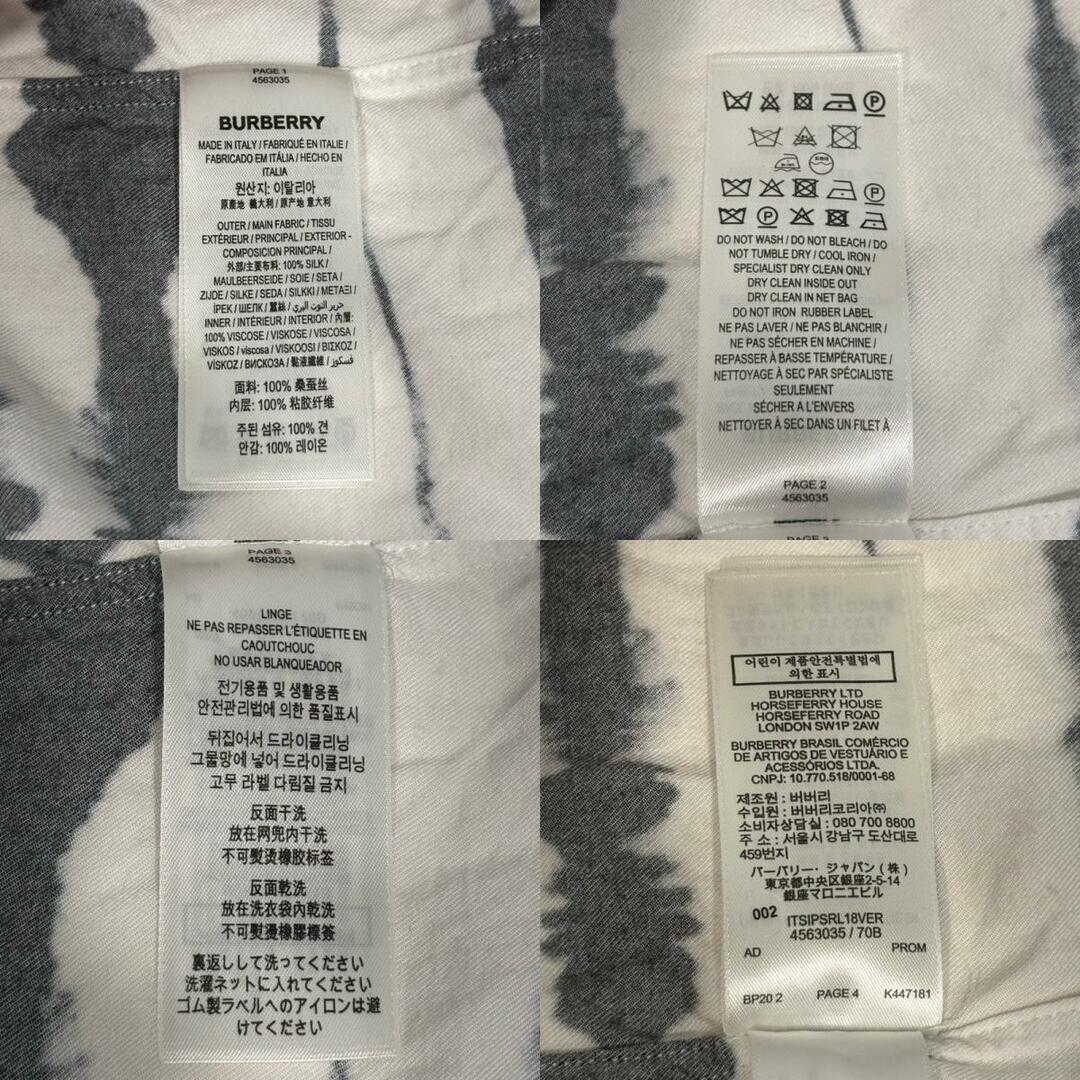 PAGE 1
4563035
BURBERRY
MADE IN ITALY / FABRIQUÉ EN ITALIE /
FABRICADO EM ITÁLIA / HECHO EN
ITALIA
원산지: 이탈리아
原產地 義大利 / 原产地 意大利
OUTER / MAIN FABRIC / TISSU
EXTÉRIEUR / PRINCIPAL / EXTERIOR -
COMPOSICION PRINCIPAL /
外部/主要布料: 100% SILK /
MAULBEERSEIDE / SOIE / SETA /
ZIJDE / SILKE / SEDA / SILKKI / ΜΕΤΑΞΙ /
İPEK / ШЕПК / 蠶絲 / حرير التوت البري /
INNER / INTÉRIEUR / INTERIOR / 內層:
100% VISCOSE / VISKOSE / VISCOSA /
VISKOS / viscosa / VISKOOSI / ΒΙΣΚΟΖ /
VİSKOZ / ВИСКОЗА / 黏液纖維 / فسكوز
面料: 100% 桑蚕丝
内层: 100% 粘胶纤维
주된 섬유: 100% 견
안감: 100% 레이온
P
P
P
DO NOT WASH / DO NOT BLEACH / DO
NOT TUMBLE DRY / COOL IRON /
SPECIALIST DRY CLEAN ONLY
DRY CLEAN INSIDE OUT
DRY CLEAN IN NET BAG
DO NOT IRON RUBBER LABEL
NE PAS LAVER / NE PAS BLANCHIR /
NE PAS SÉCHER EN MACHINE /
REPASSER À BASSE TEMPÉRATURE /
NETTOYAGE À SEC PAR SPÉCIALISTE
SEULEMENT
SÉCHER A L'ENVERS
NETTOYER À SEC DANS UN FILET À
PAGE 2
4563035
PAGE 3
PAGE 3
4563035
LINGE
NE PAS REPASSER L'ÉTIQUETTE EN
CAOUTCHOUC
NO USAR BLANQUEADOR
전기용품 및 생활용품
안전관리법에 의한 품질표시
뒤집어서 드라이클리닝
그물망에 넣어 드라이클리닝
고무 라벨 다림질 금지
反面干洗
放在网兜内干洗
不可熨烫橡胶标签
反面乾洗
放在洗衣袋內乾洗
不可熨燙橡膠標簽
裏返しして洗ってください
洗濯ネットに入れてください
ゴム製ラベルへのアイロンは避
けてください
어린이 제품안전특별법에
의한 표시
BURBERRY LTD
HORSEFERRY HOUSE
HORSEFERRY ROAD
LONDON SW1P 2AW
BURBERRY BRASIL COMÉRCIO
DE ARTIGOS DE VESTUÁRIO E
ACESSÓRIOS LTDA.
CNPJ: 10.770.518/0001-68
제조원 : 버버리
수입원 : 버버리코리아㈜
소비자상담실 : 080 700 8800
주 소 : 서울시 강남구 도산대로
459번지
バーバリー・ジャパン(株)
東京都中央区銀座2-5-14
銀座マロニエビル
002
ITSIPSRL18VER
4563035 / 70B
AD PROM
BP20 2 PAGE 4 K447181